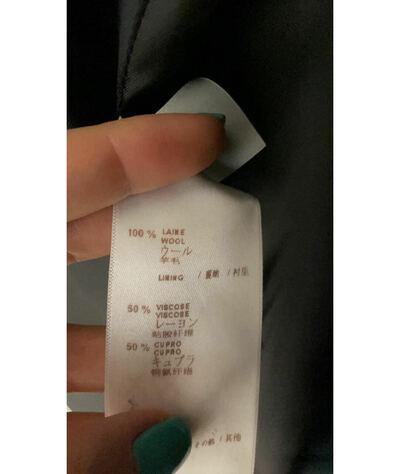 100 % LAINE
WOOL
ウール
羊毛
LINING / 裏地 / 衬里
50 % VISCOSE
VISCOSE
レーヨン
粘胶纤维
50 % CUPRO
CUPRO
キュプラ
铜氨纤维
その他 / 其他